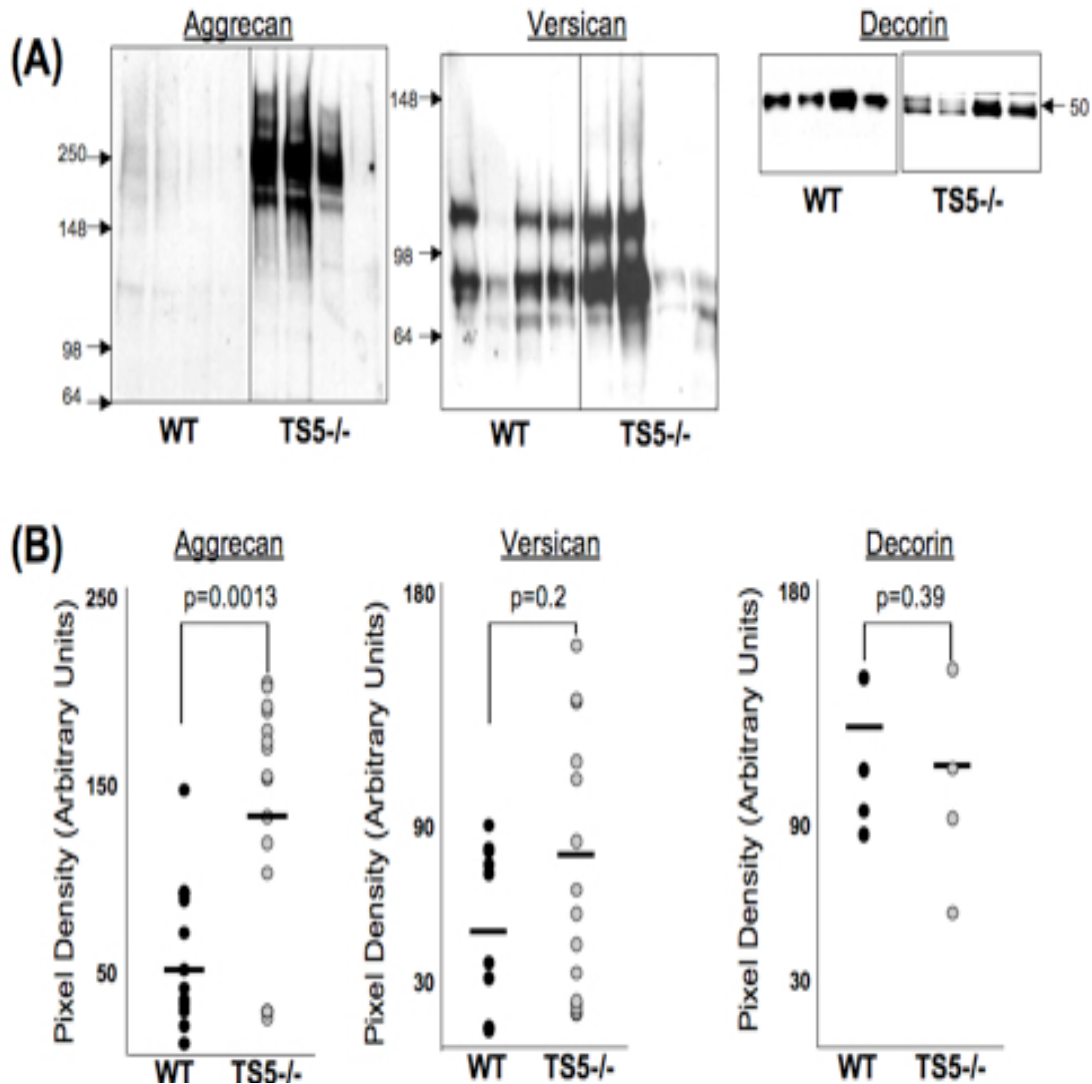 (A)
Aggrecan
250
148
98
64
WT TS5-/-
Versican
148
98
64
WT TS5-/-
Decorin
50
WT TS5-/-
(B)
Aggrecan
p=0.0013
Pixel Density (Arbitrary Units)
250
150
50
WT TS5-/-
Versican
p=0.2
Pixel Density (Arbitrary Units)
180
90
30
WT TS5-/-
Decorin
p=0.39
Pixel Density (Arbitrary Units)
180
90
30
WT TS5-/-